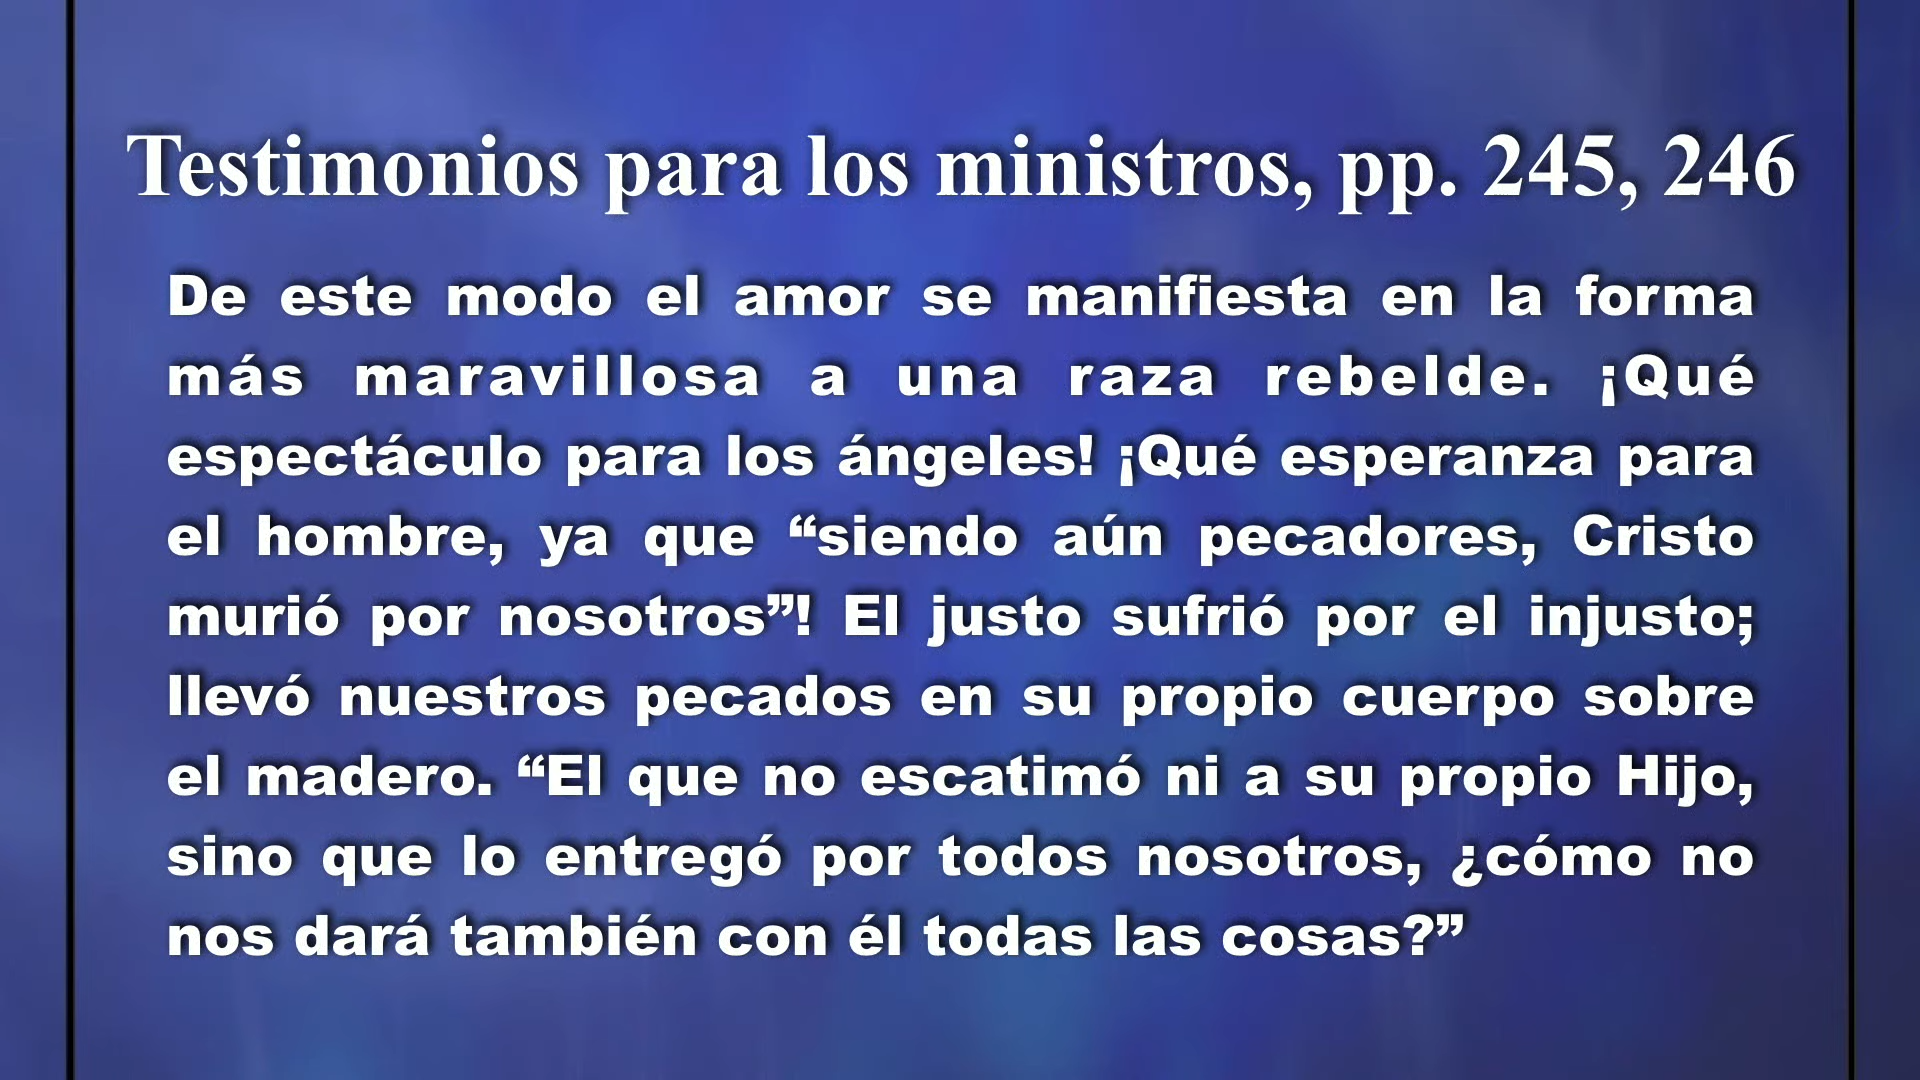 Testimonios para los ministros, pp. 245, 246
De este modo el amor se manifiesta en la forma
más maravillosa a una raza rebelde. ¡Qué
espectáculo para los ángeles! ¡Qué esperanza para
el hombre, ya que “siendo aún pecadores, Cristo
murió por nosotros”! El justo sufrió por el injusto;
llevó nuestros pecados en su propio cuerpo sobre
el madero. “El que no escatimó ni a su propio Hijo,
sino que lo entregó por todos nosotros, ¿cómo no
nos dará también con él todas las cosas?”